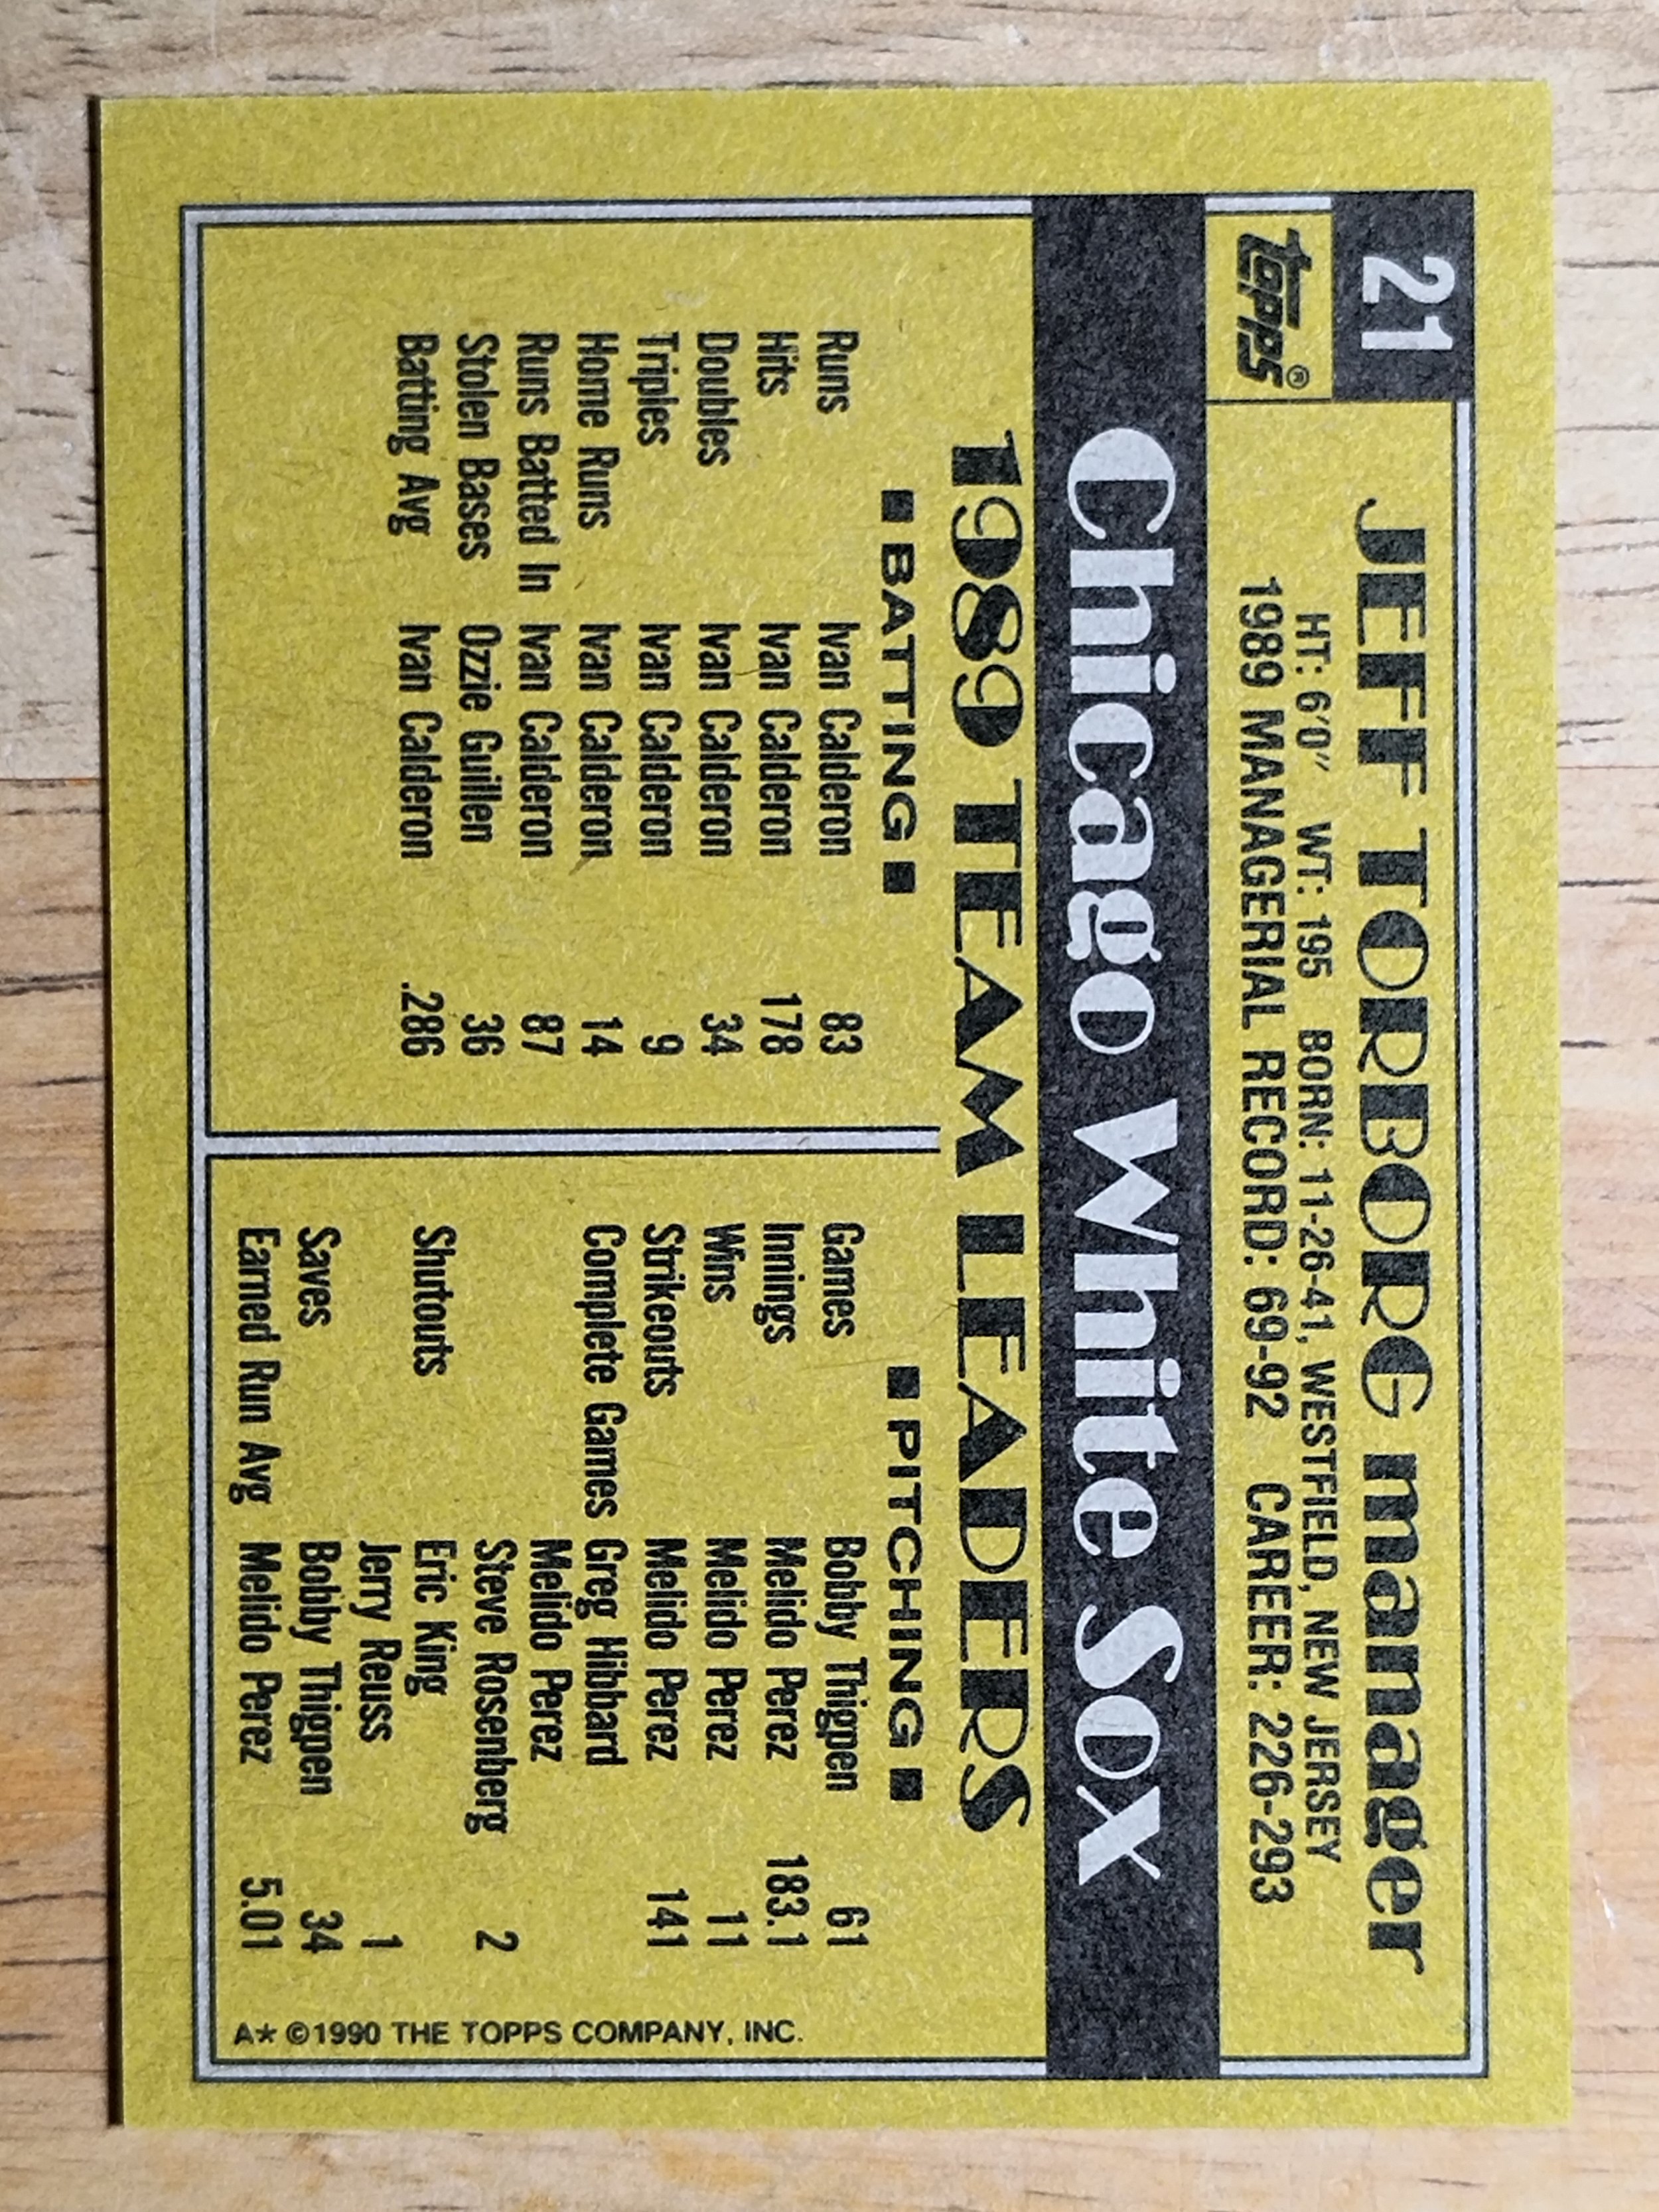 21
JEFF TORBORG manager
topps®
HT: 6'0" WT: 195 BORN: 11-26-41, WESTFIELD, NEW JERSEY
1989 MANAGERIAL RECORD: 69-92 CAREER: 226-293
Chicago White Sox
1989 TEAM LEADERS
■ BATTING ■
Runs Ivan Calderon 83
Hits Ivan Calderon 178
Doubles Ivan Calderon 34
Triples Ivan Calderon 9
Home Runs Ivan Calderon 14
Runs Batted In Ivan Calderon 87
Stolen Bases Ozzie Guillen 36
Batting Avg Ivan Calderon .286
■ PITCHING ■
Games Bobby Thigpen 61
Innings Melido Perez 183.1
Wins Melido Perez 11
Strikeouts Melido Perez 141
Complete Games Greg Hibbard
Melido Perez
Steve Rosenberg 2
Shutouts Eric King
Jerry Reuss 1
Saves Bobby Thigpen 34
Earned Run Avg Melido Perez 5.01
A* ©1990 THE TOPPS COMPANY, INC.